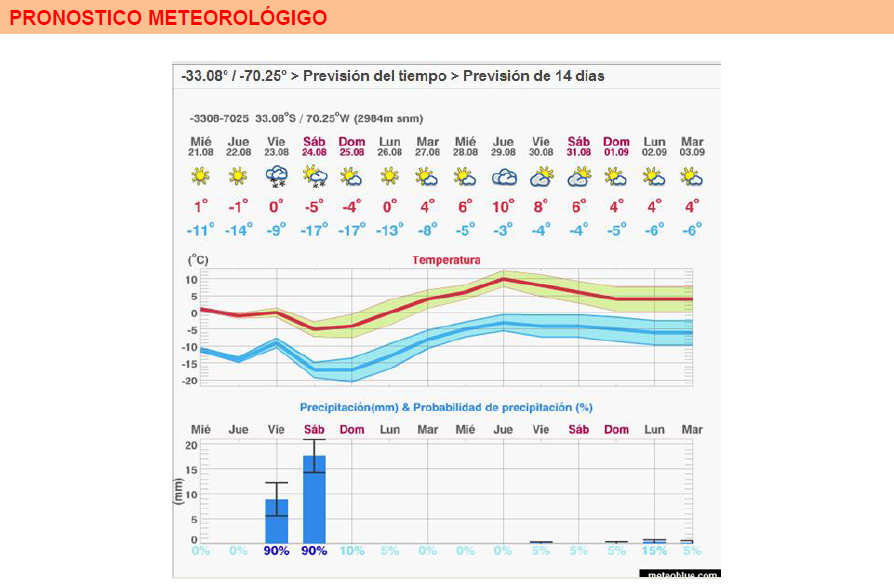 PRONOSTICO METEOROLÓGIGO
-33.08° / -70.25° > Previsión del tiempo > Previsión de 14 días
-3308-7025 33.08°S / 70.25°W (2984m snm)
Mié Jue Vie Sáb Dom Lun Mar Mié Jue Vie Sáb Dom Lun Mar
21.08 22.08 23.08 24.08 25.08 26.08 27.08 28.08 29.08 30.08 31.08 01.09 02.09 03.09
1° -1° 0° -5° -4° 0° 4° 6° 10° 8° 6° 4° 4° 4°
-11° -14° -9° -17° -17° -13° -8° -5° -3° -4° -4° -5° -6° -6°
(°C) Temperatura
10
5
0
-5
-10
-15
-20
Precipitación(mm) & Probabilidad de precipitación (%)
Mié Jue Vie Sáb Dom Lun Mar Mié Jue Vie Sáb Dom Lun Mar
20
15
10
5
0
(mm)
0% 0% 90% 90% 10% 5% 0% 0% 0% 5% 5% 5% 15% 5%
meteoblue.com